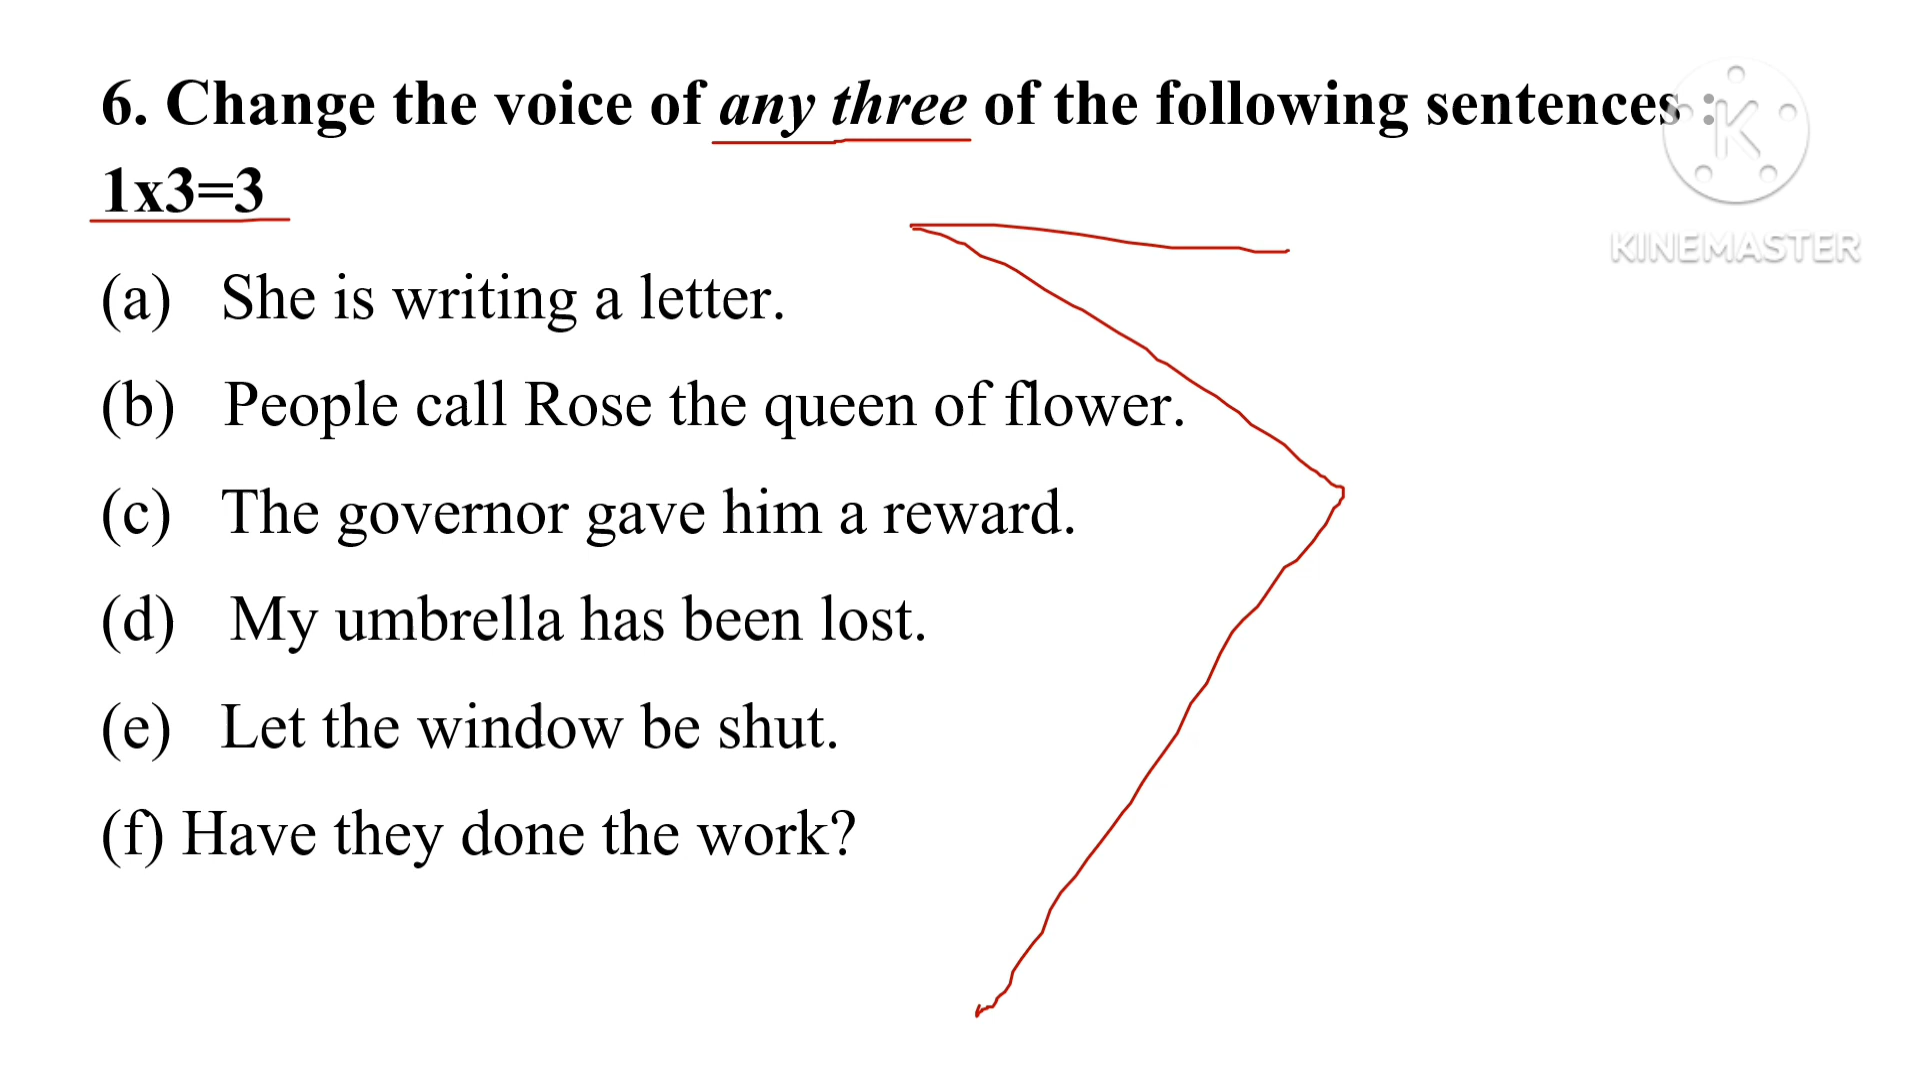 6. Change the voice of any three of the following sentences :
1x3=3
(a) She is writing a letter.
(b) People call Rose the queen of flower.
(c) The governor gave him a reward.
(d) My umbrella has been lost.
(e) Let the window be shut.
(f) Have they done the work?
K
KINEMASTER